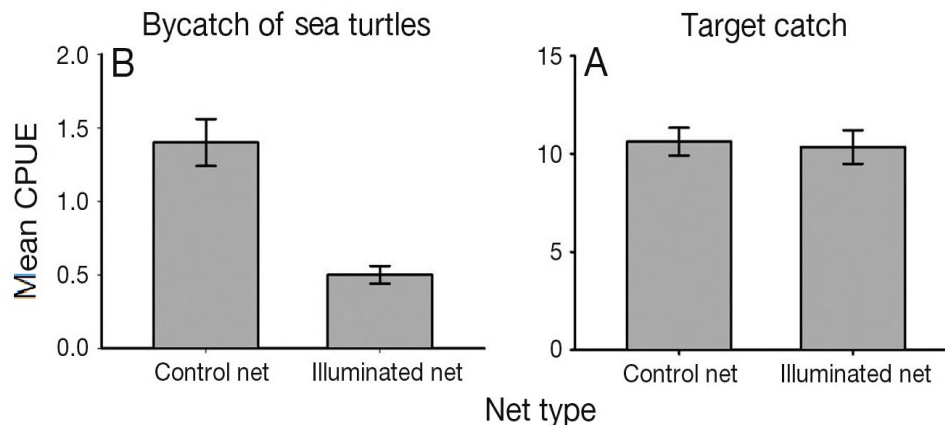 Bycatch of sea turtles
B
2.0
1.5
1.0
0.5
0.0
Mean CPUE
Control net Illuminated net
Target catch
A
15
10
5
0
Control net Illuminated net
Net type